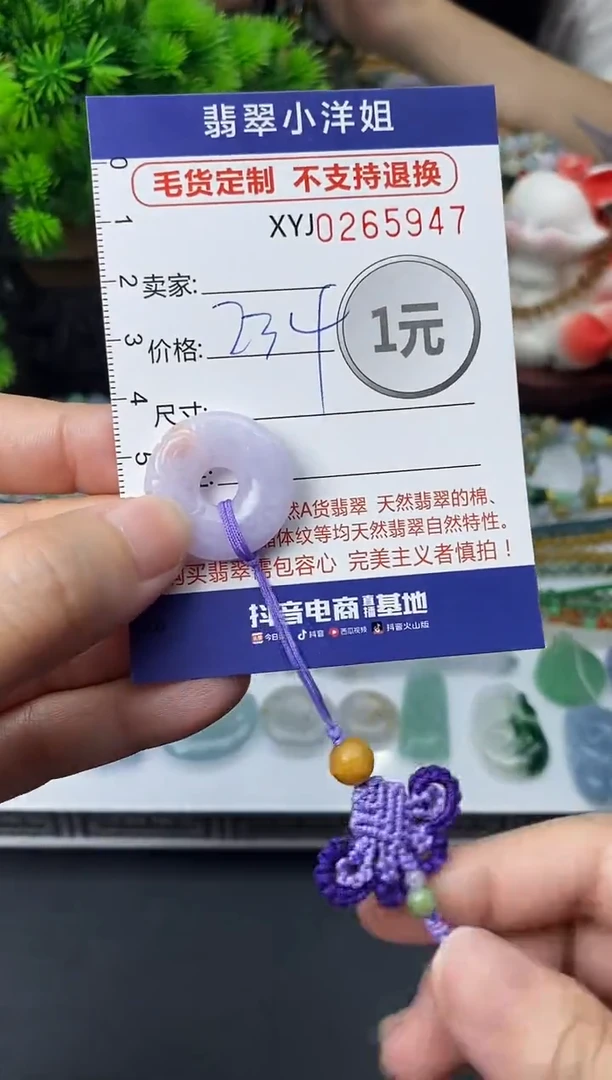 翡翠小洋姐
毛货定制 不支持退换
XYJ0265947
0
1
2 卖家:
1元
3 价格: 234
4 尺寸:
5
然A货翡翠 天然翡翠的棉、
晶体纹等均天然翡翠自然特性。
购买翡翠需包容心 完美主义者慎拍！
抖音电商直播基地
今日 抖音 西瓜视频 抖音火山版